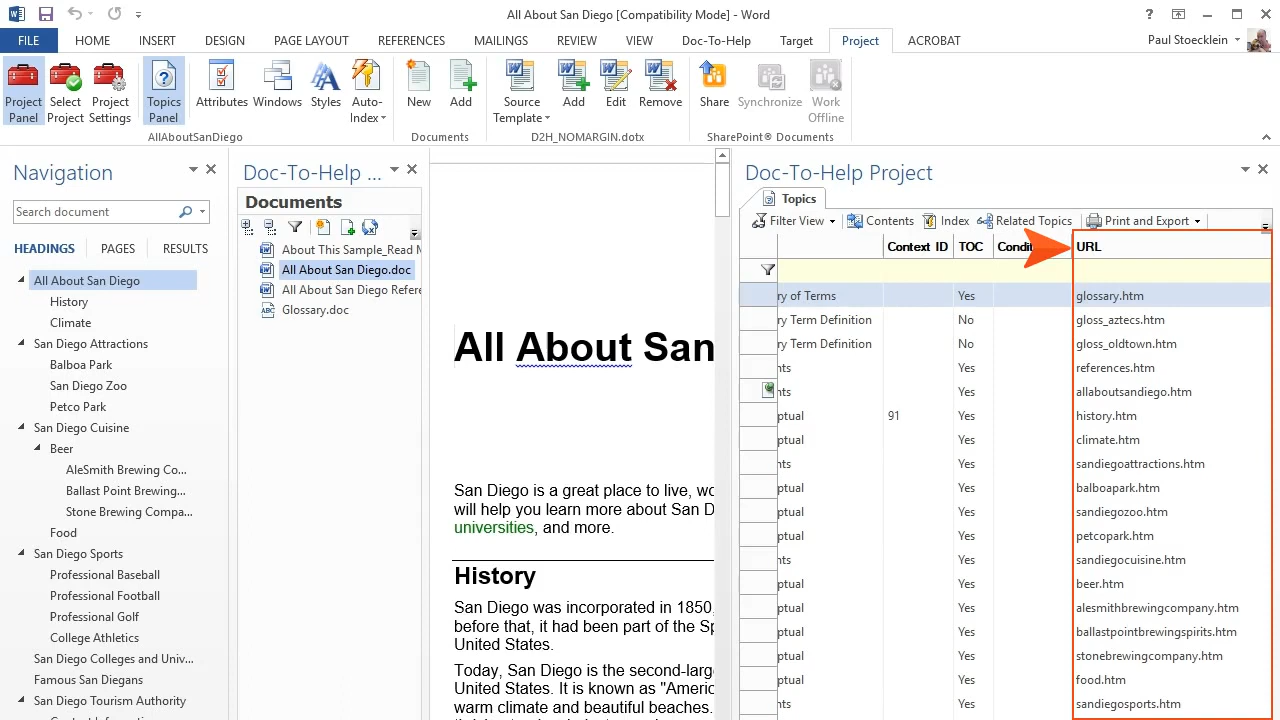 All About San Diego [Compatibility Mode] - Word
FILE HOME INSERT DESIGN PAGE LAYOUT REFERENCES MAILINGS REVIEW VIEW Doc-To-Help Target Project ACROBAT Paul Stoecklein
Project Panel
Select Project
Project Settings
Topics Panel
Attributes
Windows
Styles
Auto-Index
AllAboutSanDiego
New
Add
Documents
Source Template
Add
Edit
Remove
D2H_NOMARGIN.dotx
Share
Synchronize
Work Offline
SharePoint® Documents
Navigation
Search document
HEADINGS PAGES RESULTS
All About San Diego
History
Climate
San Diego Attractions
Balboa Park
San Diego Zoo
Petco Park
San Diego Cuisine
Beer
AleSmith Brewing Co...
Ballast Point Brewing...
Stone Brewing Compa...
Food
San Diego Sports
Professional Baseball
Professional Football
Professional Golf
College Athletics
San Diego Colleges and Univ...
Famous San Diegans
San Diego Tourism Authority
Doc-To-Help ...
Documents
About This Sample_Read M
All About San Diego.doc
All About San Diego Refere
Glossary.doc
All About San
San Diego is a great place to live, wo
will help you learn more about San D
universities, and more.
History
San Diego was incorporated in 1850,
before that, it had been part of the Sp
United States.
Today, San Diego is the second-larg
United States. It is known as "Americ
warm climate and beautiful beaches.
Doc-To-Help Project
Topics
Filter View Contents Index Related Topics Print and Export
Context ID TOC Condi URL
ry of Terms Yes glossary.htm
ry Term Definition No gloss_aztecs.htm
ry Term Definition No gloss_oldtown.htm
nts Yes references.htm
nts Yes allaboutsandiego.htm
ptual 91 Yes history.htm
ptual Yes climate.htm
nts Yes sandiegoattractions.htm
ptual Yes balboapark.htm
ptual Yes sandiegozoo.htm
ptual Yes petcopark.htm
nts Yes sandiegocuisine.htm
ptual Yes beer.htm
ptual Yes alesmithbrewingcompany.htm
ptual Yes ballastpointbrewingspirits.htm
ptual Yes stonebrewingcompany.htm
ptual Yes food.htm
nts Yes sandiegosports.htm